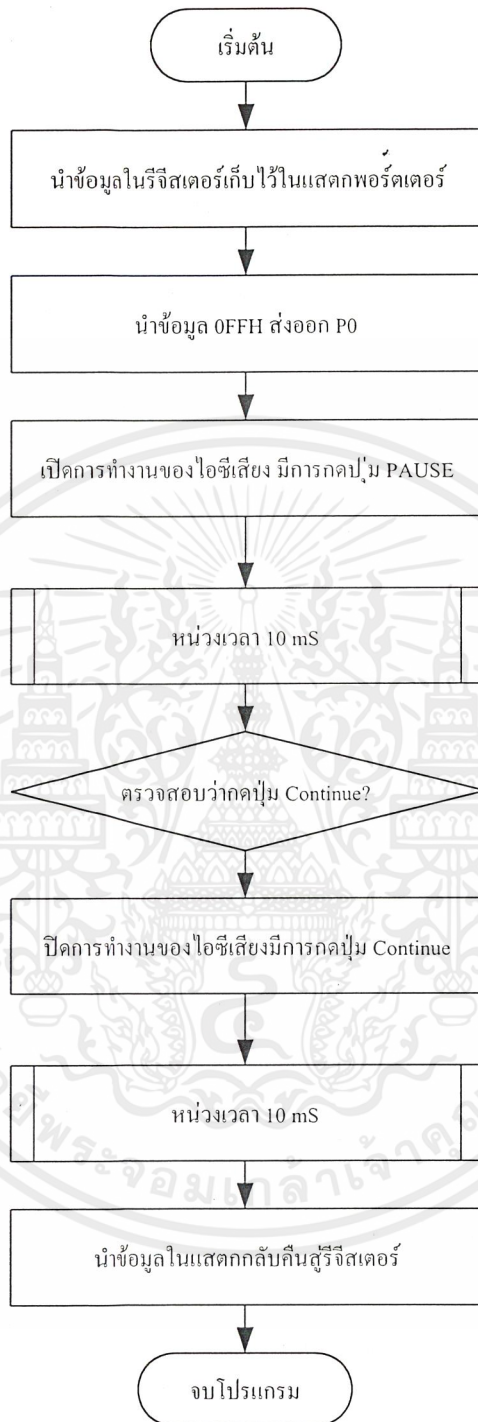 เริ่มต้น
นำข้อมูลในรีจีสเตอร์เก็บไว้ในแสตกพอร์ตเตอร์
นำข้อมูล 0FFH ส่งออก P0
เปิดการทำงานของไอซีเสียง มีการกดปุ่ม PAUSE
หน่วงเวลา 10 mS
ตรวจสอบว่ากดปุ่ม Continue?
ปิดการทำงานของไอซีเสียงมีการกดปุ่ม Continue
หน่วงเวลา 10 mS
นำข้อมูลในแสตกกลับคืนสู่รีจีสเตอร์
จบโปรแกรม